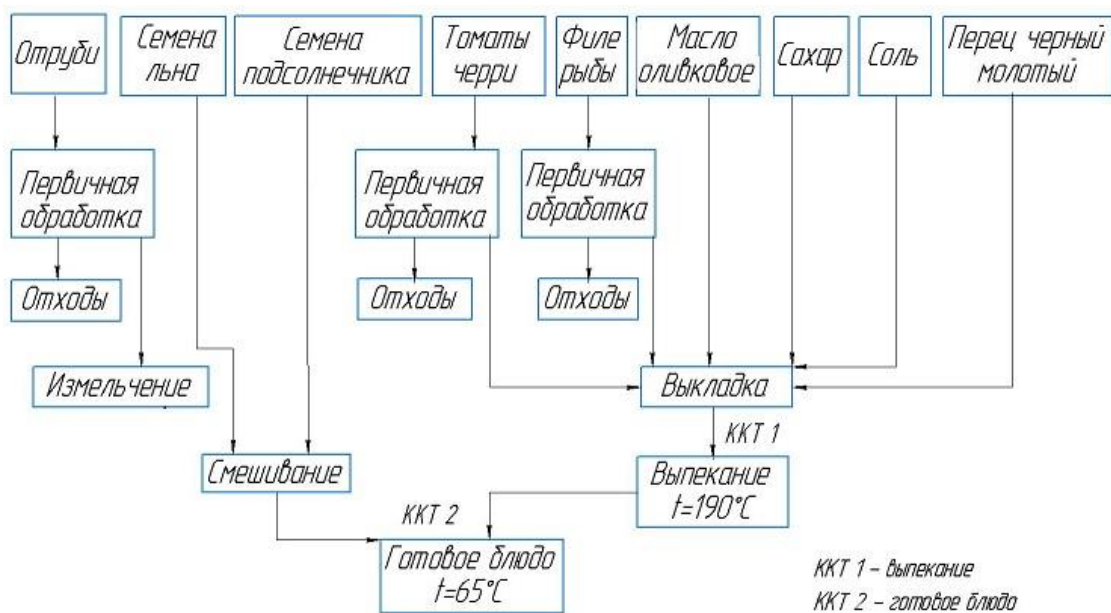 Отруби
Семена
льна
Семена
подсолнечника
Томаты
черри
Филе
рыбы
Масло
оливковое
Сахар
Соль
Перец черный
молотый
Первичная
обработка
Первичная
обработка
Первичная
обработка
Отходы
Отходы
Отходы
Измельчение
Выкладка
ККТ 1
Смешивание
Выпекание
t=190°C
ККТ 2
Готовое блюдо
t=65°C
ККТ 1 – выпекание
ККТ 2 – готовое блюдо